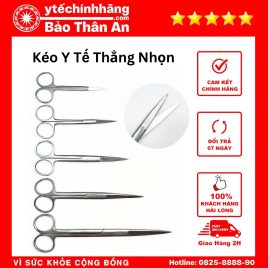 ytếchínhhãng.com
Bảo Thân An
Kéo Y Tế Thẳng Nhọn
CAM KẾT
CHÍNH HÃNG
ĐỔI TRẢ
07 NGÀY
100%
KHÁCH HÀNG
HÀI LÒNG
Giao Hàng 2H
VÌ SỨC KHỎE CỘNG ĐỒNG
Hotline: 0825-8888-90